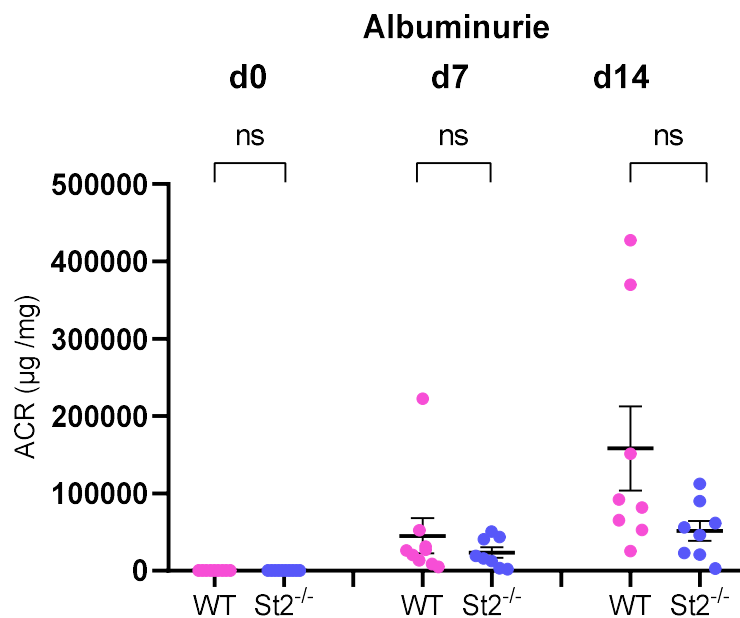 Albuminurie
d0 d7 d14
ns ns ns
500000
400000
300000
200000
100000
0
ACR (µg /mg)
WT St2⁻/⁻ WT St2⁻/⁻ WT St2⁻/⁻